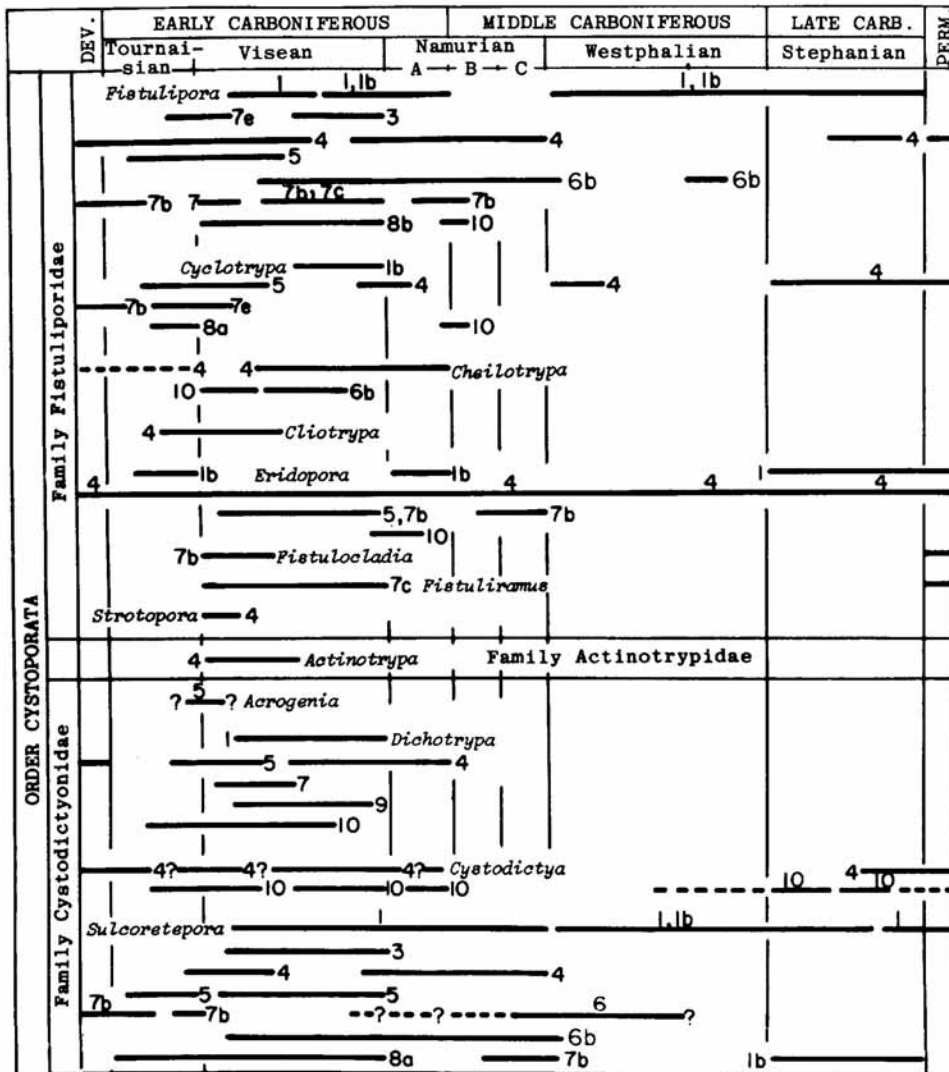 DEV. EARLY CARBONIFEROUS MIDDLE CARBONIFEROUS LATE CARB. PERM
Tournai-sian Visean Namurian Westphalian Stephanian
A B C
ORDER CYSTOPORATA
Family Fistuliporidae
1 1,1b 1,1b
Fistulipora
7e 3
4 4 4
5
6b 6b
7b 7 7b,7c 7b
8b 10
Cyclotrypa 1b
5 4 4 4
7b 7e
8a 10
4 4 Cheilotrypa
10 6b
4 Cliotrypa
1b Eridopora 1b 1
4 4 4 4
5,7b 7b
10
7b Fistulocladia
7c Fistuliramus
Strotopora 4
4 Actinotrypa Family Actinotrypidae
Family Cystodictyonidae
? 5 ? Acrogenia
1 Dichotrypa
5 4
7
9
10
4? 4? 4? Cystodictya 4
10 10 10 10 10
Sulcoretepora 1,1b 1
3
4 4
5 5
7b 7b ? ? 6 ?
6b
8a 7b 1b